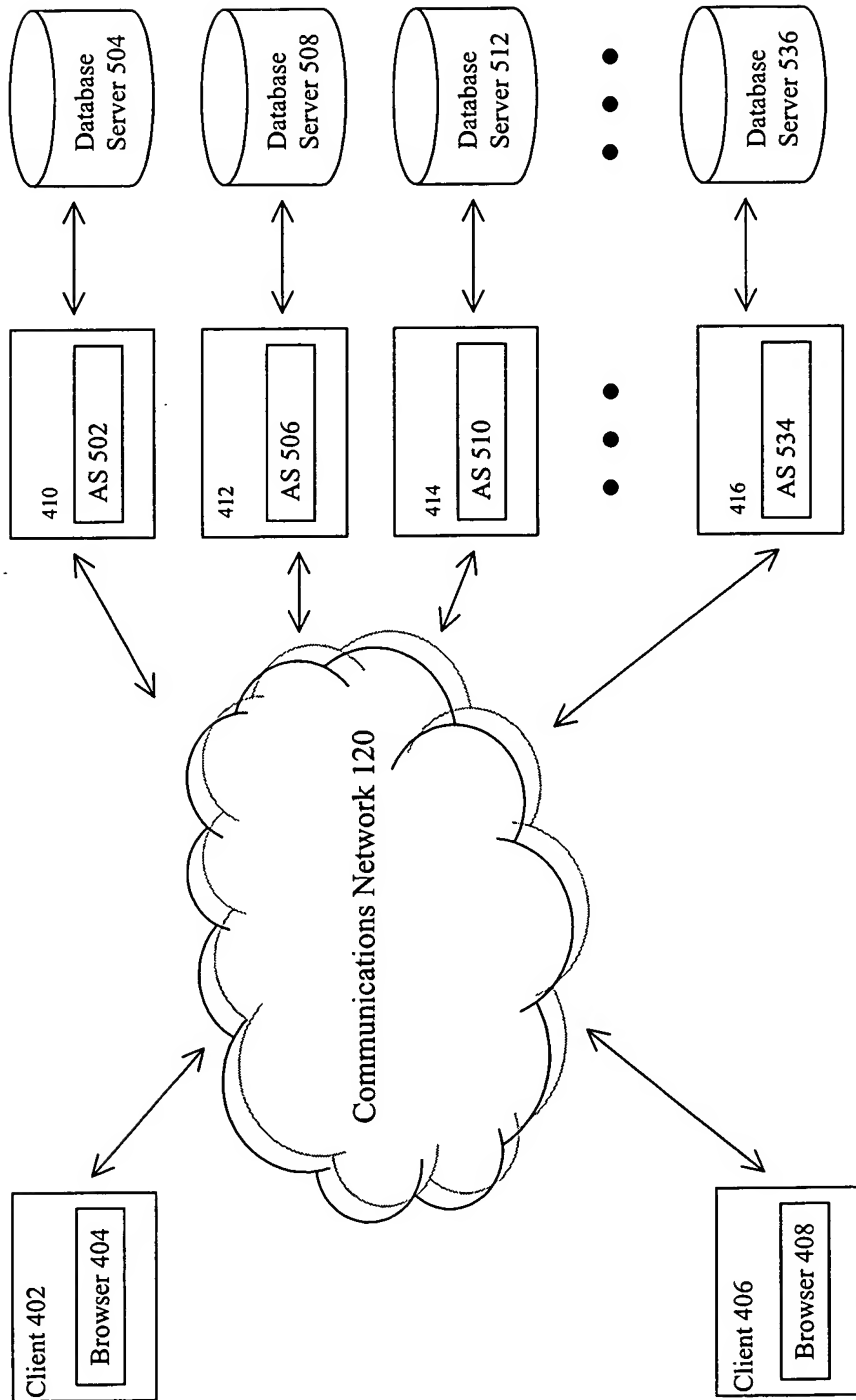 Client 402
Browser 404
Client 406
Browser 408
Communications Network 120
410
AS 502
412
AS 506
414
AS 510
416
AS 534
Database
Server 504
Database
Server 508
Database
Server 512
Database
Server 536